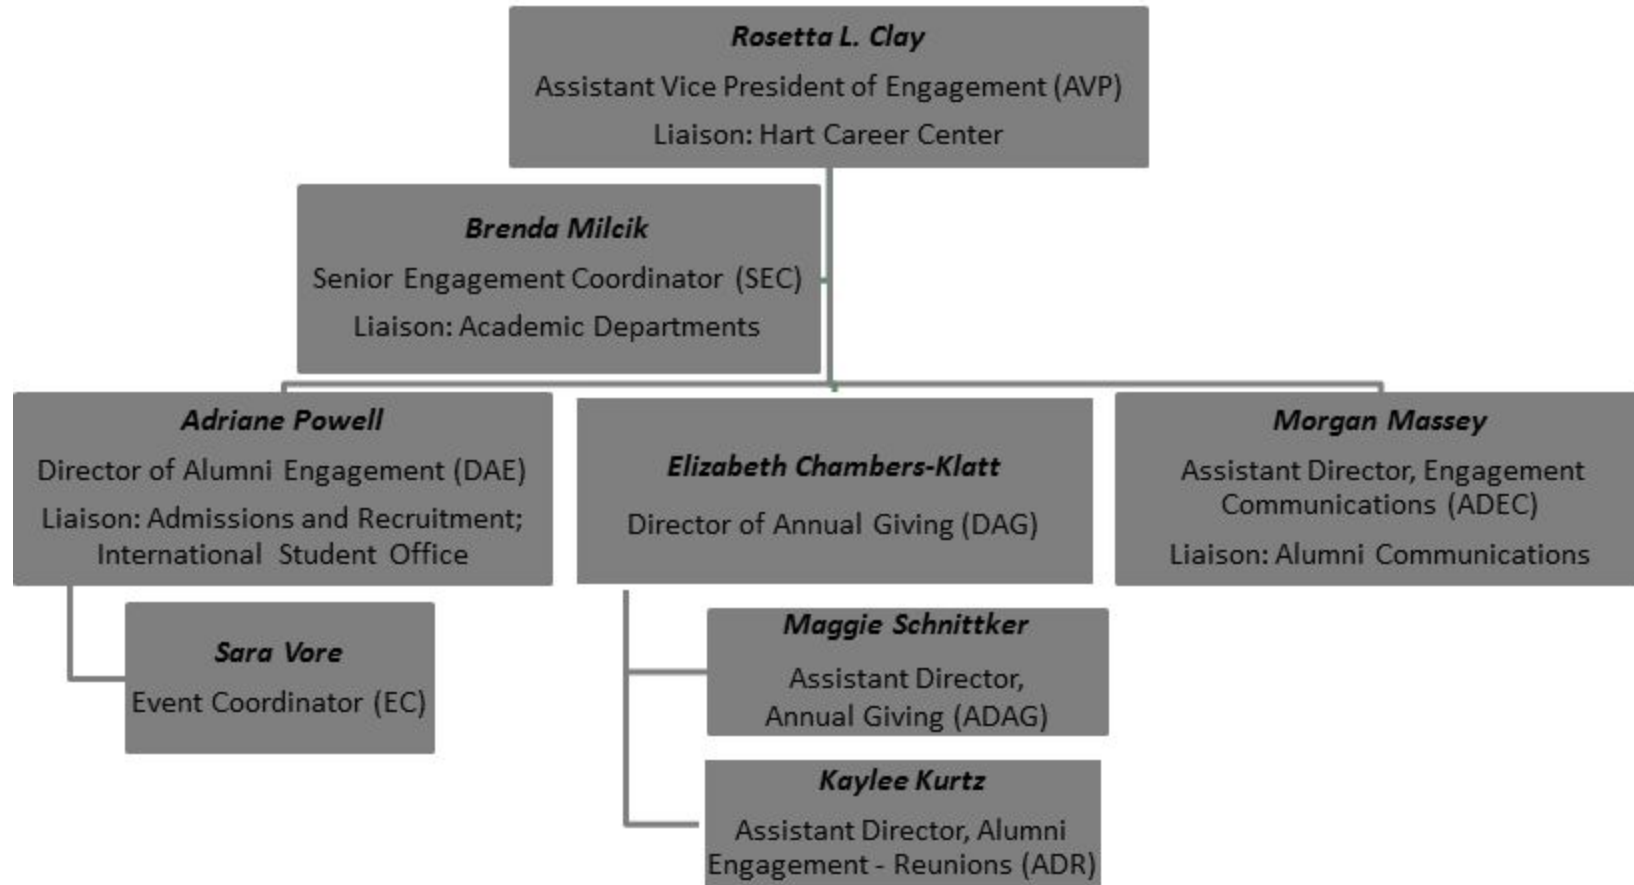 Rosetta L. Clay
Assistant Vice President of Engagement (AVP)
Liaison: Hart Career Center
Brenda Milcik
Senior Engagement Coordinator (SEC)
Liaison: Academic Departments
Adriane Powell
Director of Alumni Engagement (DAE)
Liaison: Admissions and Recruitment;
International Student Office
Elizabeth Chambers-Klatt
Director of Annual Giving (DAG)
Morgan Massey
Assistant Director, Engagement
Communications (ADEC)
Liaison: Alumni Communications
Sara Vore
Event Coordinator (EC)
Maggie Schnittker
Assistant Director,
Annual Giving (ADAG)
Kaylee Kurtz
Assistant Director, Alumni
Engagement - Reunions (ADR)